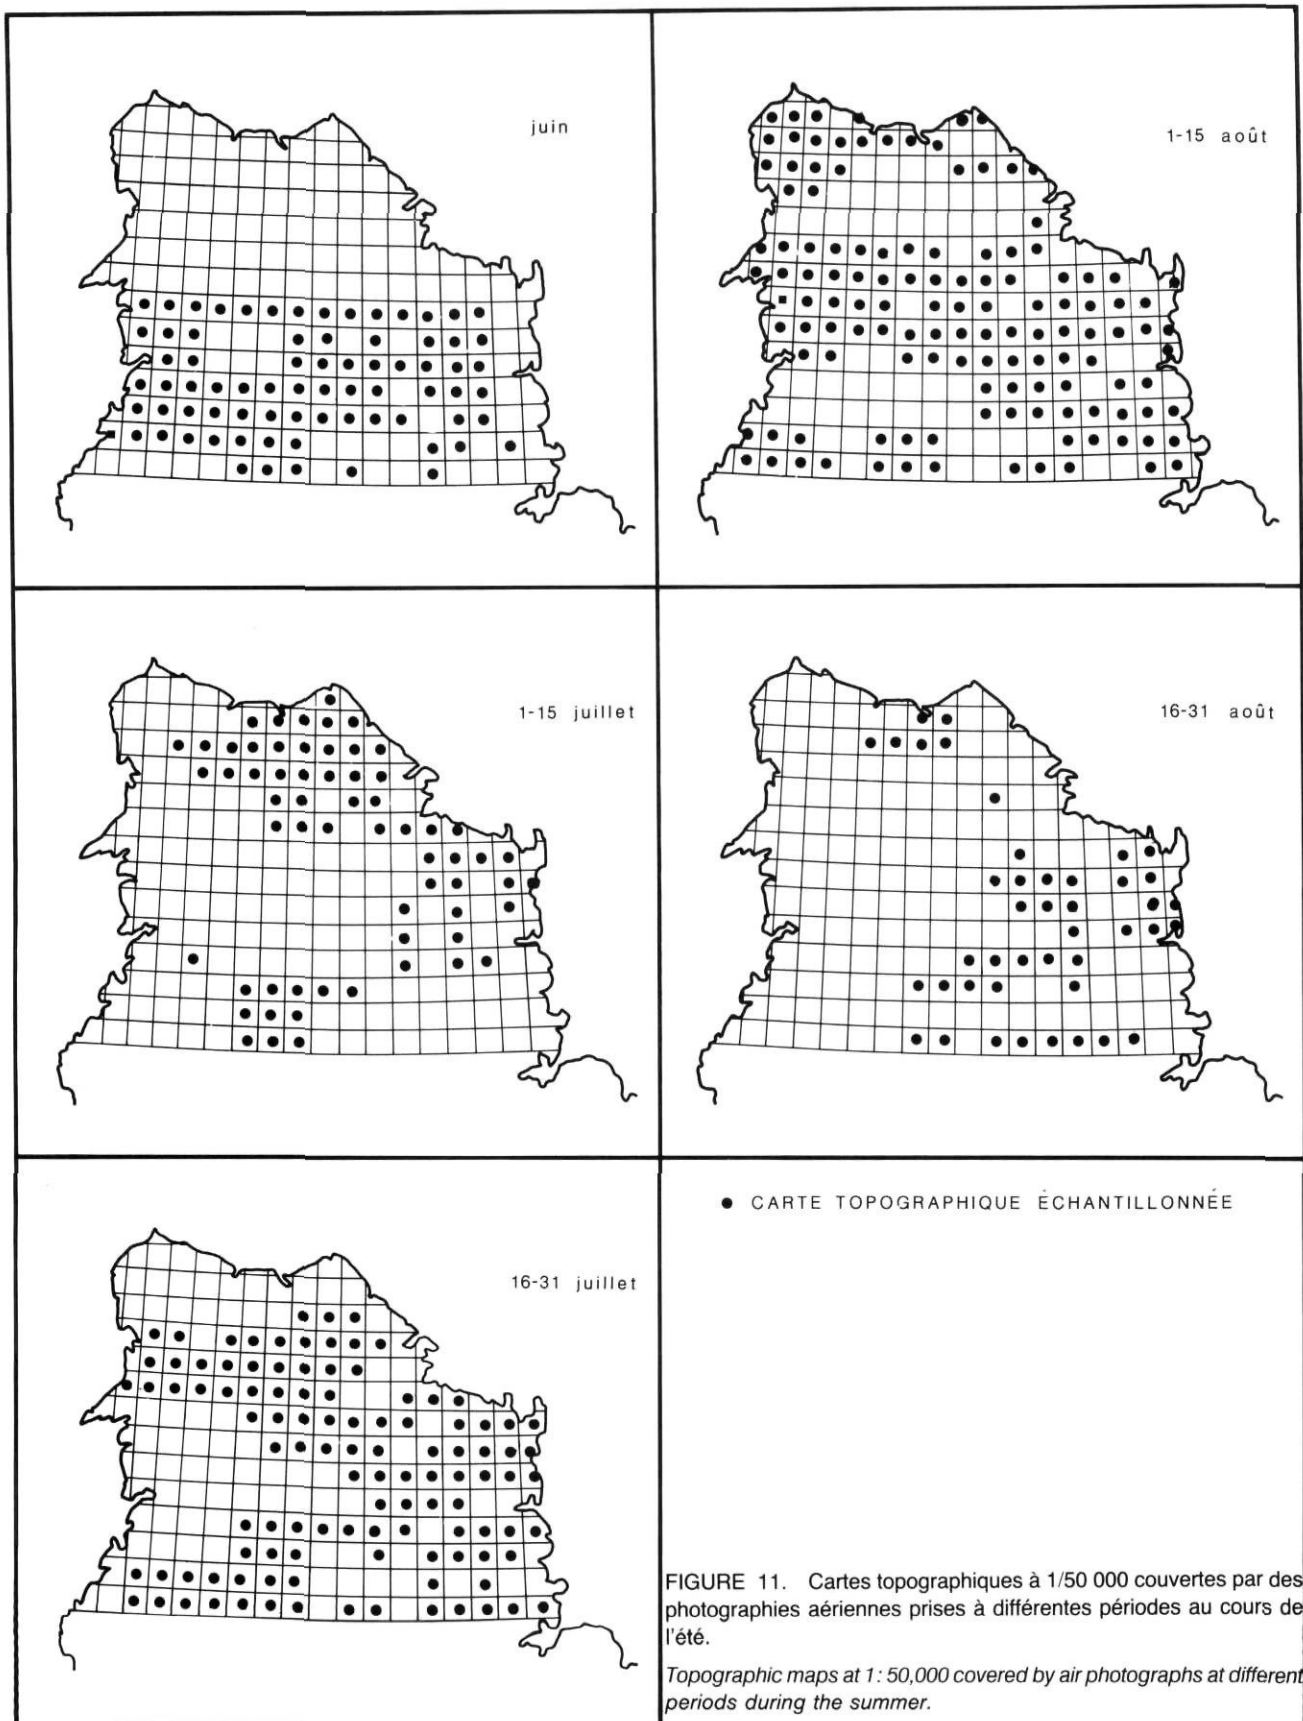 juin
1-15 août
1-15 juillet
16-31 août
16-31 juillet
● CARTE TOPOGRAPHIQUE ÉCHANTILLONNÉE
FIGURE 11. Cartes topographiques à 1/50 000 couvertes par des
photographies aériennes prises à différentes périodes au cours de
l'été.
Topographic maps at 1: 50,000 covered by air photographs at different
periods during the summer.